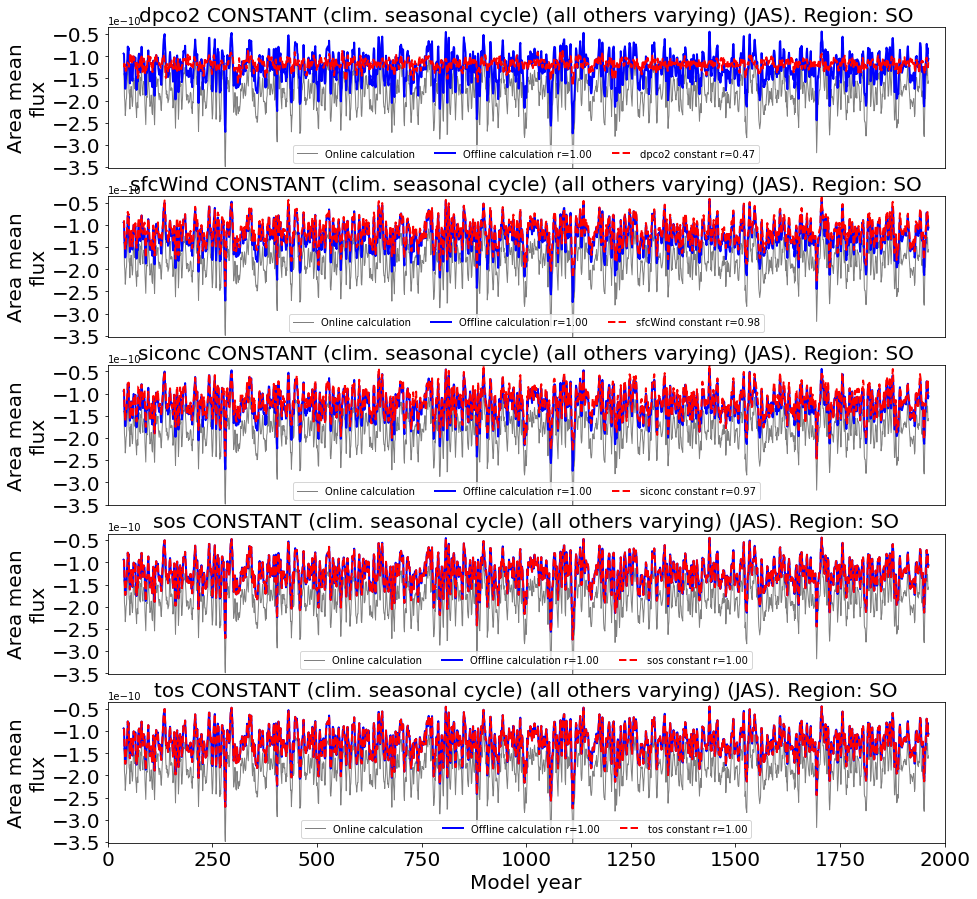 1e−10
dpco2 CONSTANT (clim. seasonal cycle) (all others varying) (JAS). Region: SO
Area mean
flux
−0.5
−1.0
−1.5
−2.0
−2.5
−3.0
−3.5
Online calculation
Offline calculation r=1.00
dpco2 constant r=0.47
1e−10
sfcWind CONSTANT (clim. seasonal cycle) (all others varying) (JAS). Region: SO
Area mean
flux
−0.5
−1.0
−1.5
−2.0
−2.5
−3.0
−3.5
Online calculation
Offline calculation r=1.00
sfcWind constant r=0.98
1e−10
siconc CONSTANT (clim. seasonal cycle) (all others varying) (JAS). Region: SO
Area mean
flux
−0.5
−1.0
−1.5
−2.0
−2.5
−3.0
−3.5
Online calculation
Offline calculation r=1.00
siconc constant r=0.97
1e−10
sos CONSTANT (clim. seasonal cycle) (all others varying) (JAS). Region: SO
Area mean
flux
−0.5
−1.0
−1.5
−2.0
−2.5
−3.0
−3.5
Online calculation
Offline calculation r=1.00
sos constant r=1.00
1e−10
tos CONSTANT (clim. seasonal cycle) (all others varying) (JAS). Region: SO
Area mean
flux
−0.5
−1.0
−1.5
−2.0
−2.5
−3.0
−3.5
Online calculation
Offline calculation r=1.00
tos constant r=1.00
0
250
500
750
1000
1250
1500
1750
2000
Model year